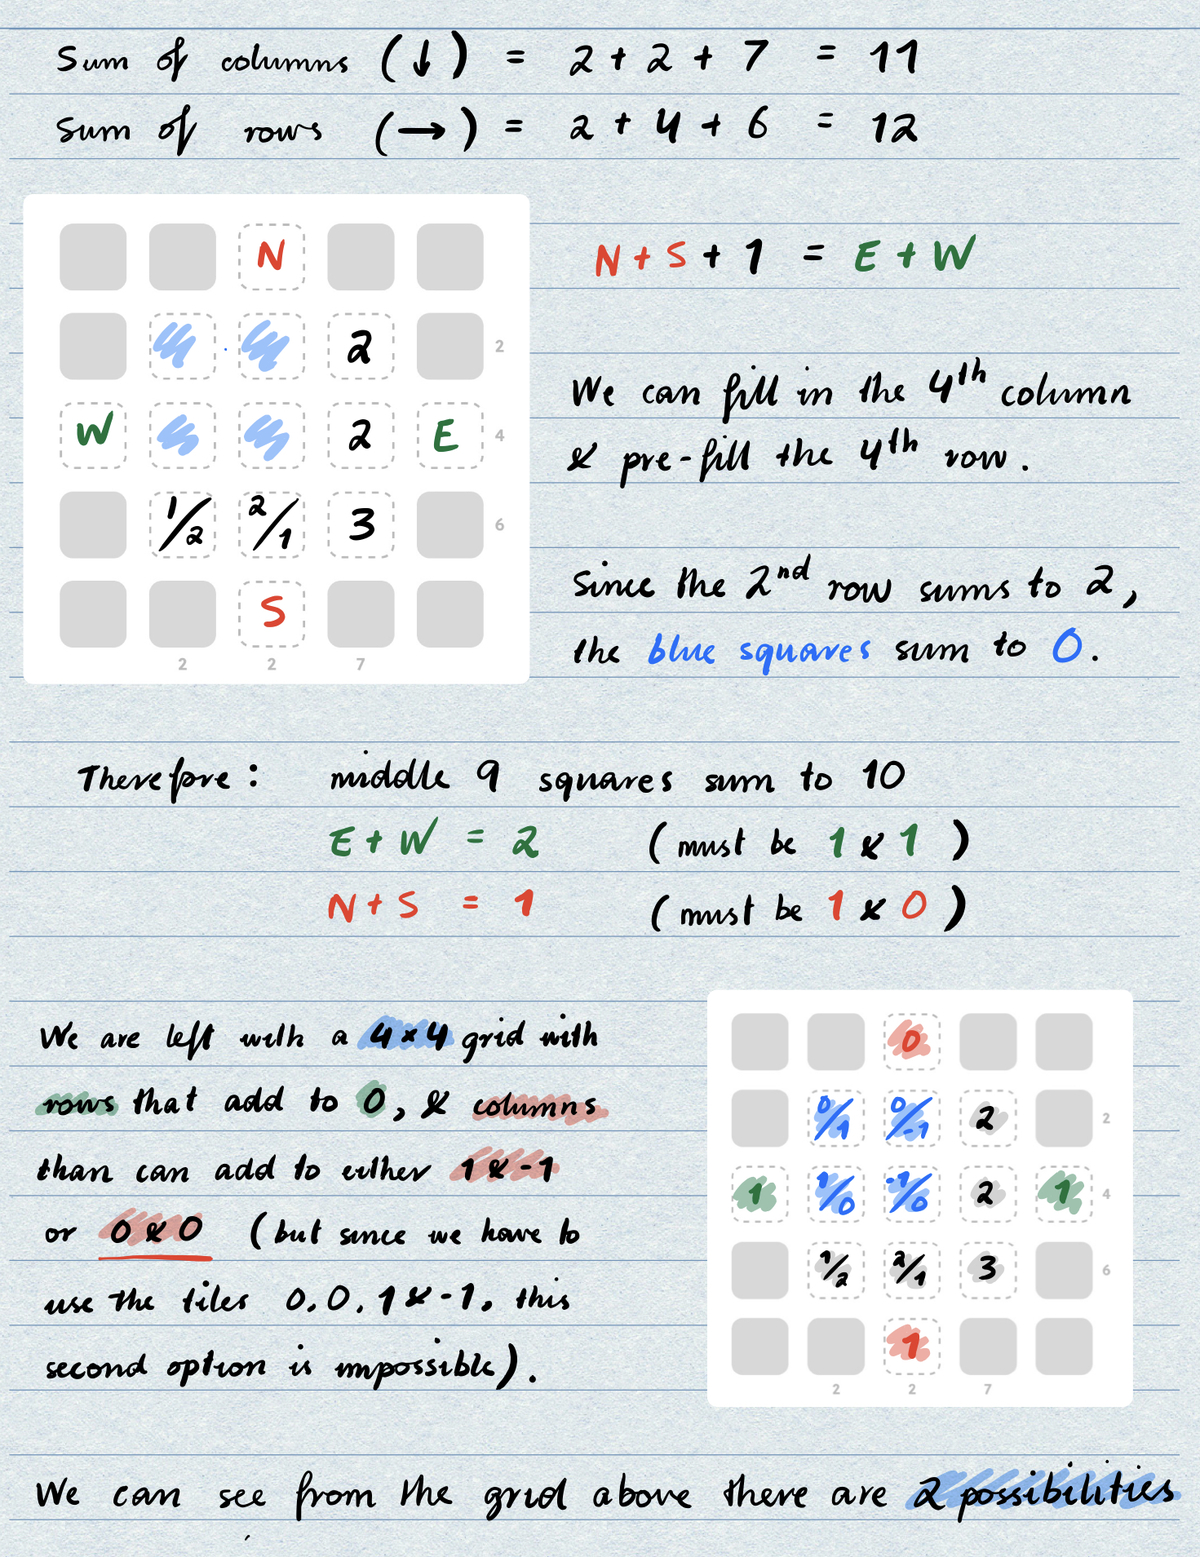 Sum of columns (↓) = 2 + 2 + 7 = 11
Sum of rows (→) = 2 + 4 + 6 = 12
N
2 2
W 2 E 4
1/2 2/1 3 6
S
2 2 7
N + S + 1 = E + W
We can fill in the 4th column
& pre-fill the 4th row.
Since the 2nd row sums to 2,
the blue squares sum to 0.
Therefore: middle 9 squares sum to 10
E + W = 2 (must be 1 & 1)
N + S = 1 (must be 1 & 0)
We are left with a 4×4 grid with
rows that add to 0, & columns
than can add to either 1 & -1
or 0 & 0 (but since we have to
use the tiles 0, 0, 1 & -1, this
second option is impossible).
0
0/1 0/-1 2 2
1 1/0 -1/0 2 1 4
1/2 2/1 3 6
1
2 2 7
We can see from the grid above there are 2 possibilities